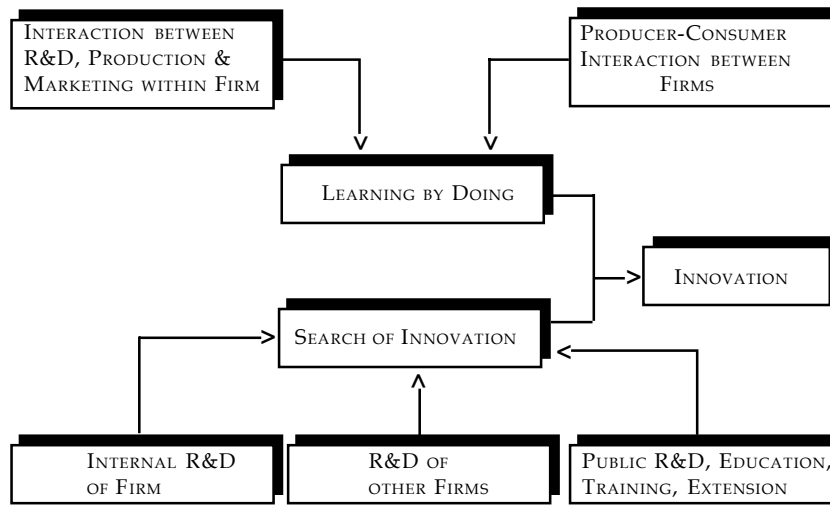 INTERACTION BETWEEN
R&D, PRODUCTION &
MARKETING WITHIN FIRM
PRODUCER-CONSUMER
INTERACTION BETWEEN
FIRMS
LEARNING BY DOING
INNOVATION
SEARCH OF INNOVATION
INTERNAL R&D
OF FIRM
R&D OF
OTHER FIRMS
PUBLIC R&D, EDUCATION,
TRAINING, EXTENSION